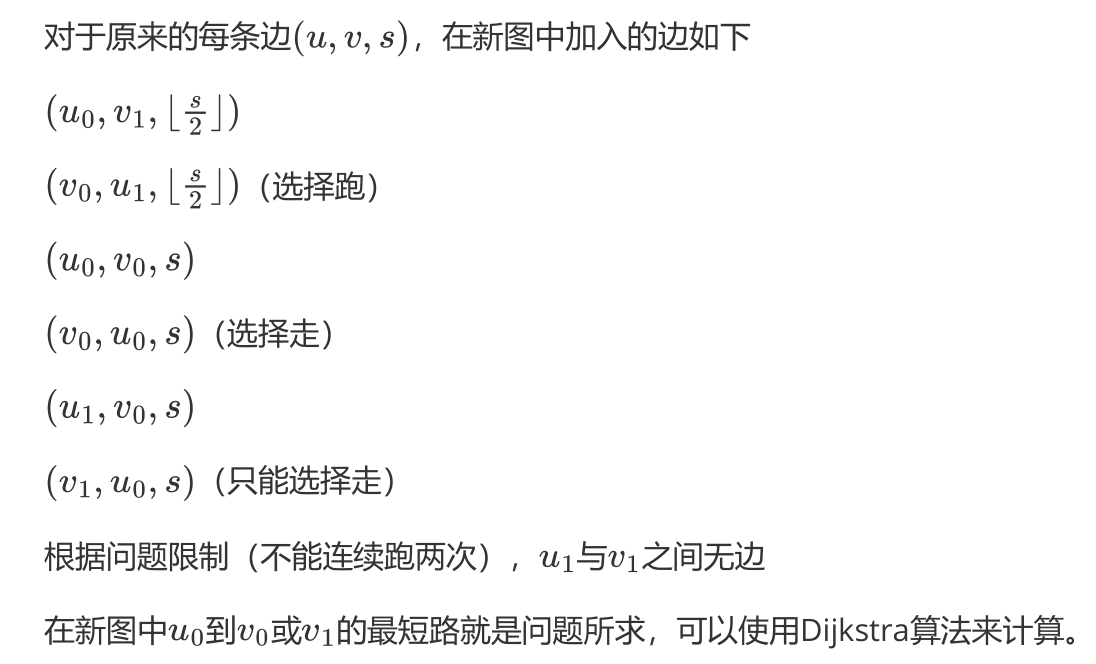 对于原来的每条边(u, v, s)，在新图中加入的边如下
(u₀, v₁, ⌊s/2⌋)
(v₀, u₁, ⌊s/2⌋)（选择跑）
(u₀, v₀, s)
(v₀, u₀, s)（选择走）
(u₁, v₀, s)
(v₁, u₀, s)（只能选择走）
根据问题限制（不能连续跑两次），u₁与v₁之间无边
在新图中u₀到v₀或v₁的最短路就是问题所求，可以使用Dijkstra算法来计算。